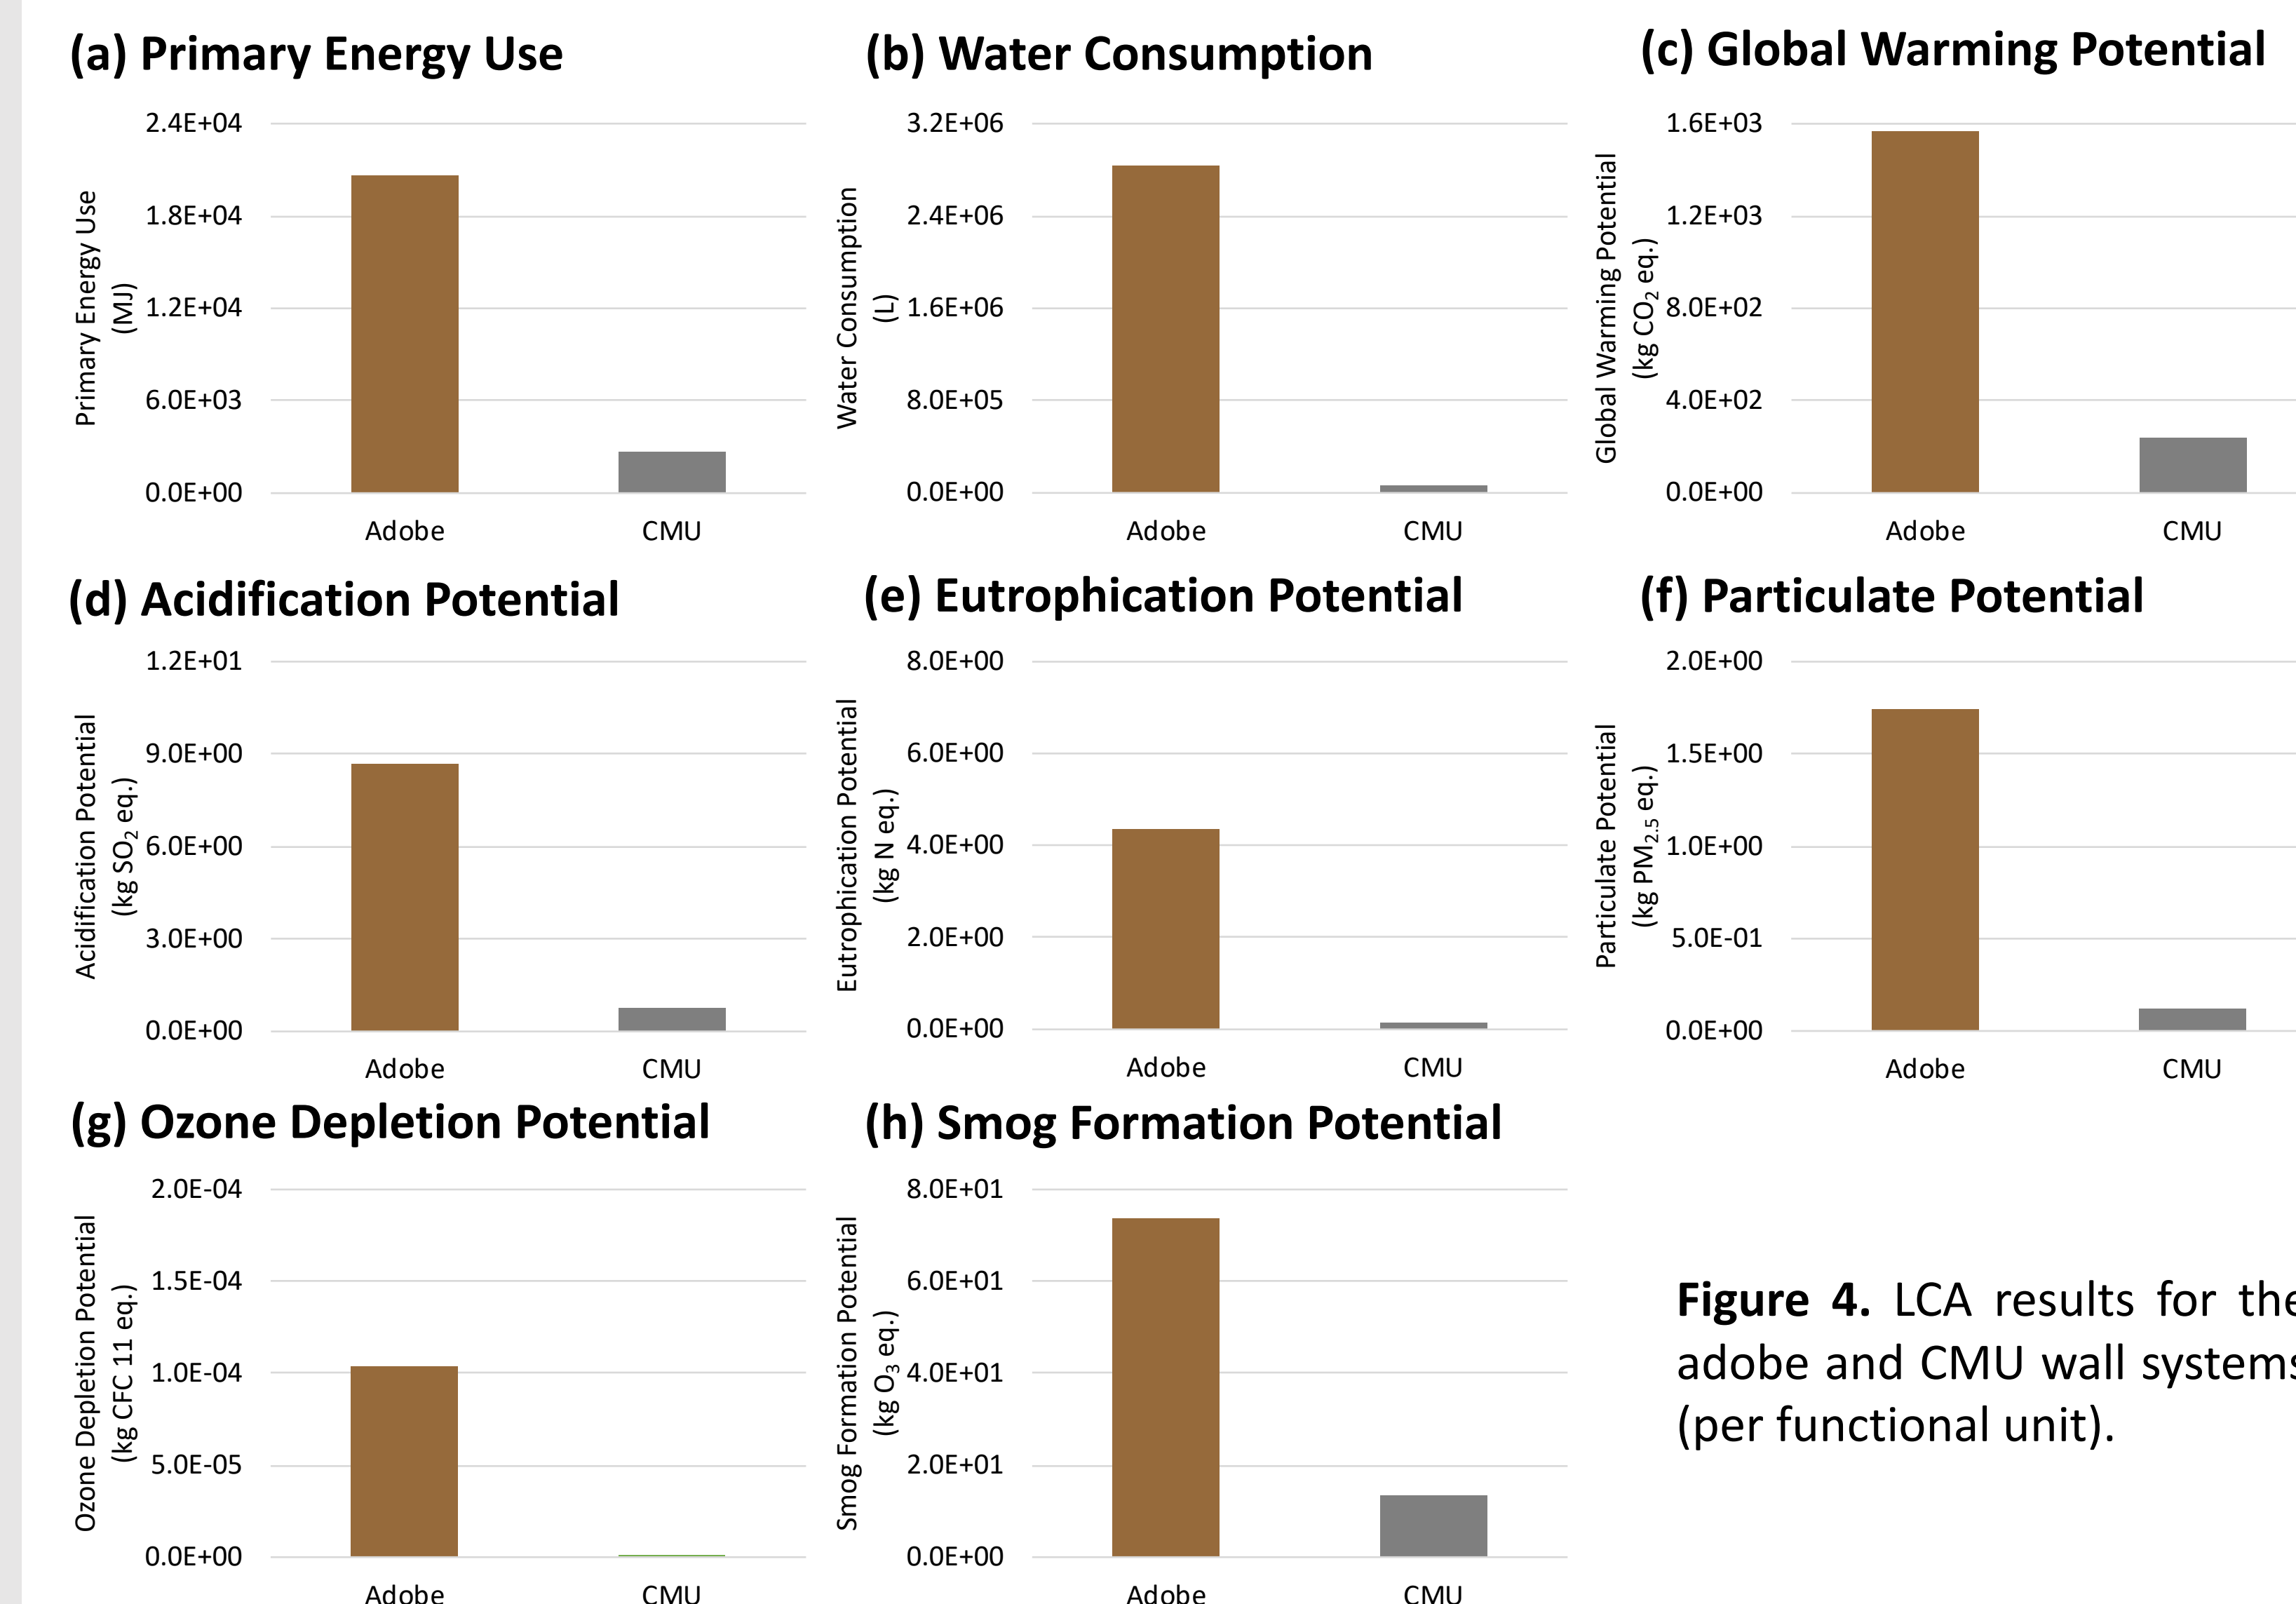 (a) Primary Energy Use
2.4E+04
1.8E+04
1.2E+04
6.0E+03
0.0E+00
Primary Energy Use
(MJ)
Adobe
CMU
(b) Water Consumption
3.2E+06
2.4E+06
1.6E+06
8.0E+05
0.0E+00
Water Consumption
(L)
Adobe
CMU
(c) Global Warming Potential
1.6E+03
1.2E+03
8.0E+02
4.0E+02
0.0E+00
Global Warming Potential
(kg CO₂ eq.)
Adobe
CMU
(d) Acidification Potential
1.2E+01
9.0E+00
6.0E+00
3.0E+00
0.0E+00
Acidification Potential
(kg SO₂ eq.)
Adobe
CMU
(e) Eutrophication Potential
8.0E+00
6.0E+00
4.0E+00
2.0E+00
0.0E+00
Eutrophication Potential
(kg N eq.)
Adobe
CMU
(f) Particulate Potential
2.0E+00
1.5E+00
1.0E+00
5.0E-01
0.0E+00
Particulate Potential
(kg PM₂.₅ eq.)
Adobe
CMU
(g) Ozone Depletion Potential
2.0E-04
1.5E-04
1.0E-04
5.0E-05
0.0E+00
Ozone Depletion Potential
(kg CFC 11 eq.)
Adobe
CMU
(h) Smog Formation Potential
8.0E+01
6.0E+01
4.0E+01
2.0E+01
0.0E+00
Smog Formation Potential
(kg O₃ eq.)
Adobe
CMU
Figure 4. LCA results for the
adobe and CMU wall systems
(per functional unit).